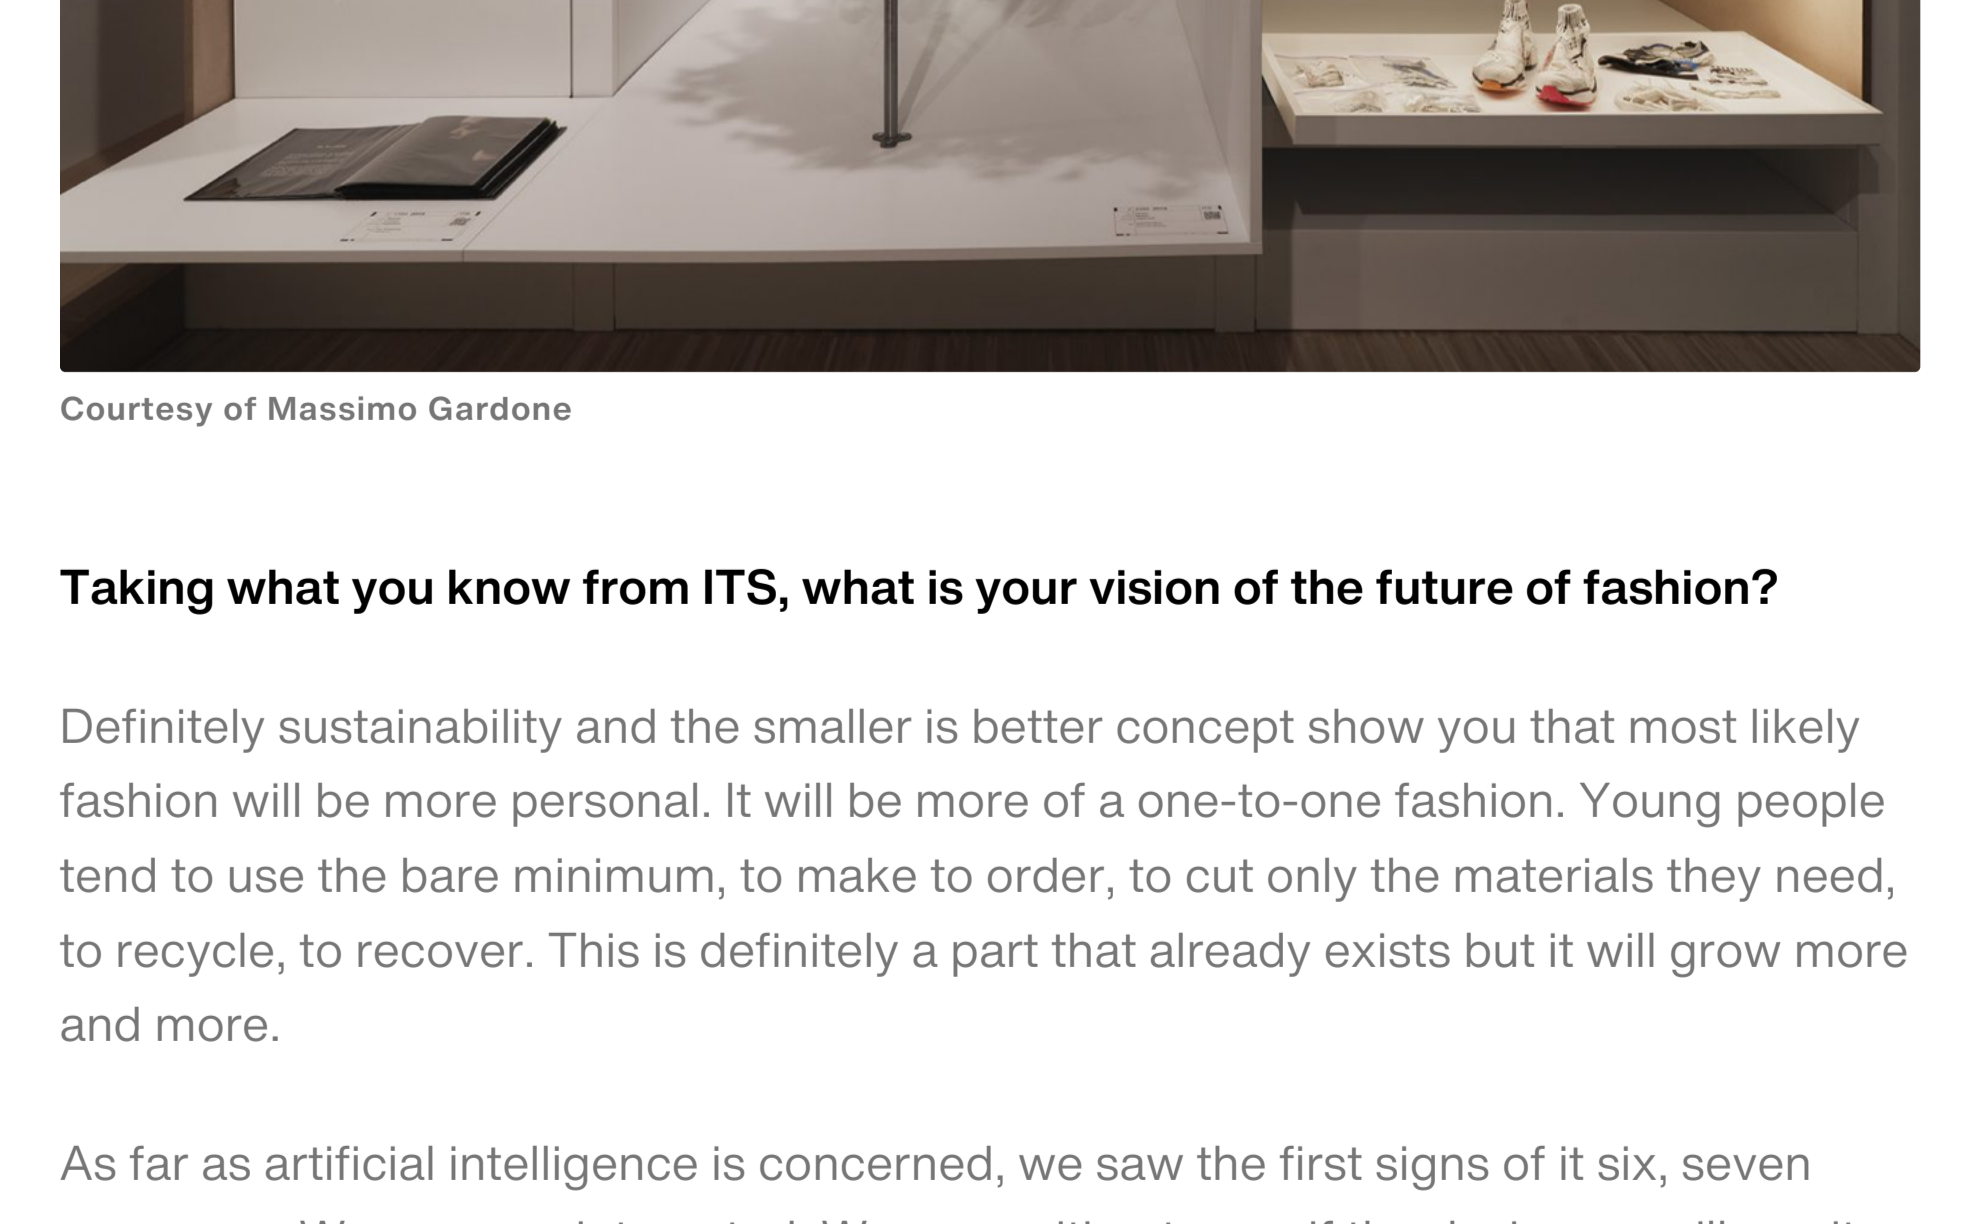 Courtesy of Massimo Gardone
Taking what you know from ITS, what is your vision of the future of fashion?
Definitely sustainability and the smaller is better concept show you that most likely
fashion will be more personal. It will be more of a one-to-one fashion. Young people
tend to use the bare minimum, to make to order, to cut only the materials they need,
to recycle, to recover. This is definitely a part that already exists but it will grow more
and more.
As far as artificial intelligence is concerned, we saw the first signs of it six, seven